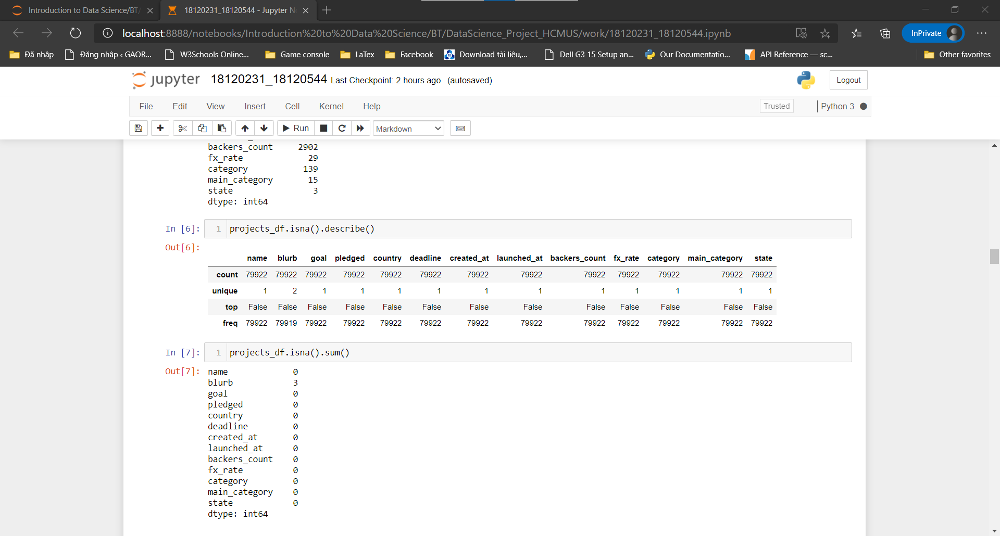 Introduction to Data Science/BT/
18120231_18120544 - Jupyter N
localhost:8888/notebooks/Introduction%20to%20Data%20Science/BT/DataScience_Project_HCMUS/work/18120231_18120544.ipynb
InPrivate
Đã nhập
Đăng nhập ‹ GAOR...
W3Schools Online...
Game console
LaTex
Facebook
Download tài liệu,...
Dell G3 15 Setup an...
Our Documentatio...
API Reference — sc...
Other favorites
jupyter 18120231_18120544 Last Checkpoint: 2 hours ago (autosaved)
Logout
File Edit View Insert Cell Kernel Help
Trusted
Python 3
Run
Markdown
backers_count 2902
fx_rate 29
category 139
main_category 15
state 3
dtype: int64
In [6]: 1 projects_df.isna().describe()
Out[6]:
name blurb goal pledged country deadline created_at launched_at backers_count fx_rate category main_category state
count 79922 79922 79922 79922 79922 79922 79922 79922 79922 79922 79922 79922 79922
unique 1 2 1 1 1 1 1 1 1 1 1 1 1
top False False False False False False False False False False False False False
freq 79922 79919 79922 79922 79922 79922 79922 79922 79922 79922 79922 79922 79922
In [7]: 1 projects_df.isna().sum()
Out[7]: name 0
blurb 3
goal 0
pledged 0
country 0
deadline 0
created_at 0
launched_at 0
backers_count 0
fx_rate 0
category 0
main_category 0
state 0
dtype: int64